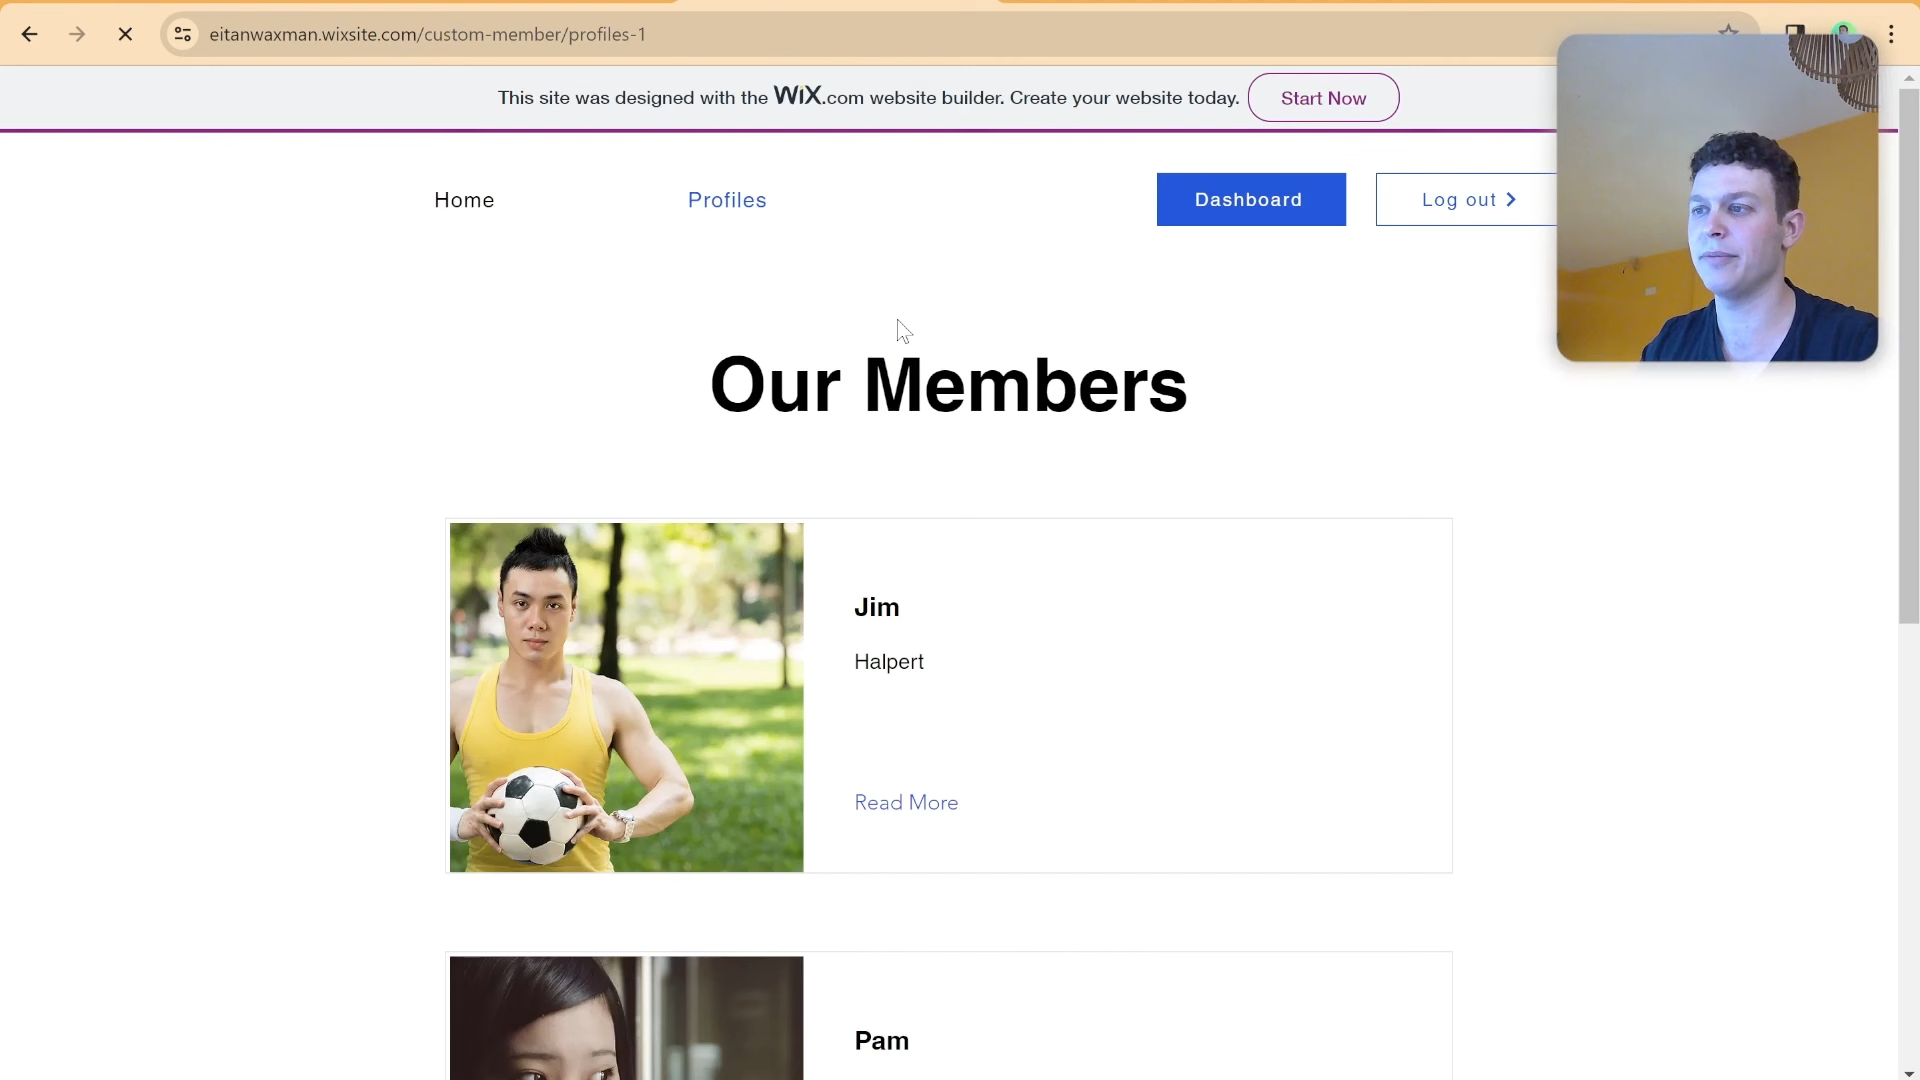 eitanwaxman.wixsite.com/custom-member/profiles-1
This site was designed with the WiX.com website builder. Create your website today. Start Now
Home Profiles Dashboard Log out
Our Members
Jim
Halpert
Read More
Pam